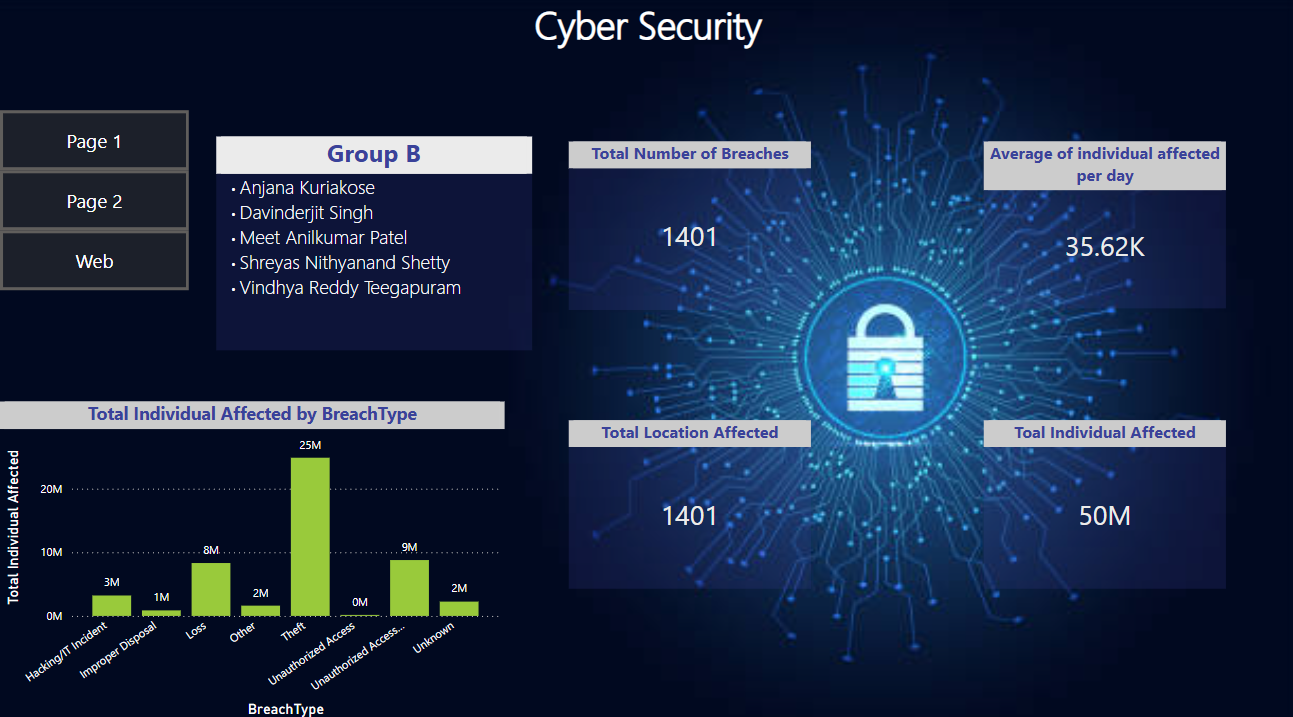 Cyber Security
Page 1
Page 2
Web
Group B
• Anjana Kuriakose
• Davinderjit Singh
• Meet Anilkumar Patel
• Shreyas Nithyanand Shetty
• Vindhya Reddy Teegapuram
Total Number of Breaches
1401
Average of individual affected
per day
35.62K
Total Location Affected
1401
Toal Individual Affected
50M
Total Individual Affected by BreachType
Total Individual Affected
20M
10M
0M
3M
1M
8M
2M
25M
0M
9M
2M
Hacking/IT Incident
Improper Disposal
Loss
Other
Theft
Unauthorized Access
Unauthorized Access...
Unknown
BreachType